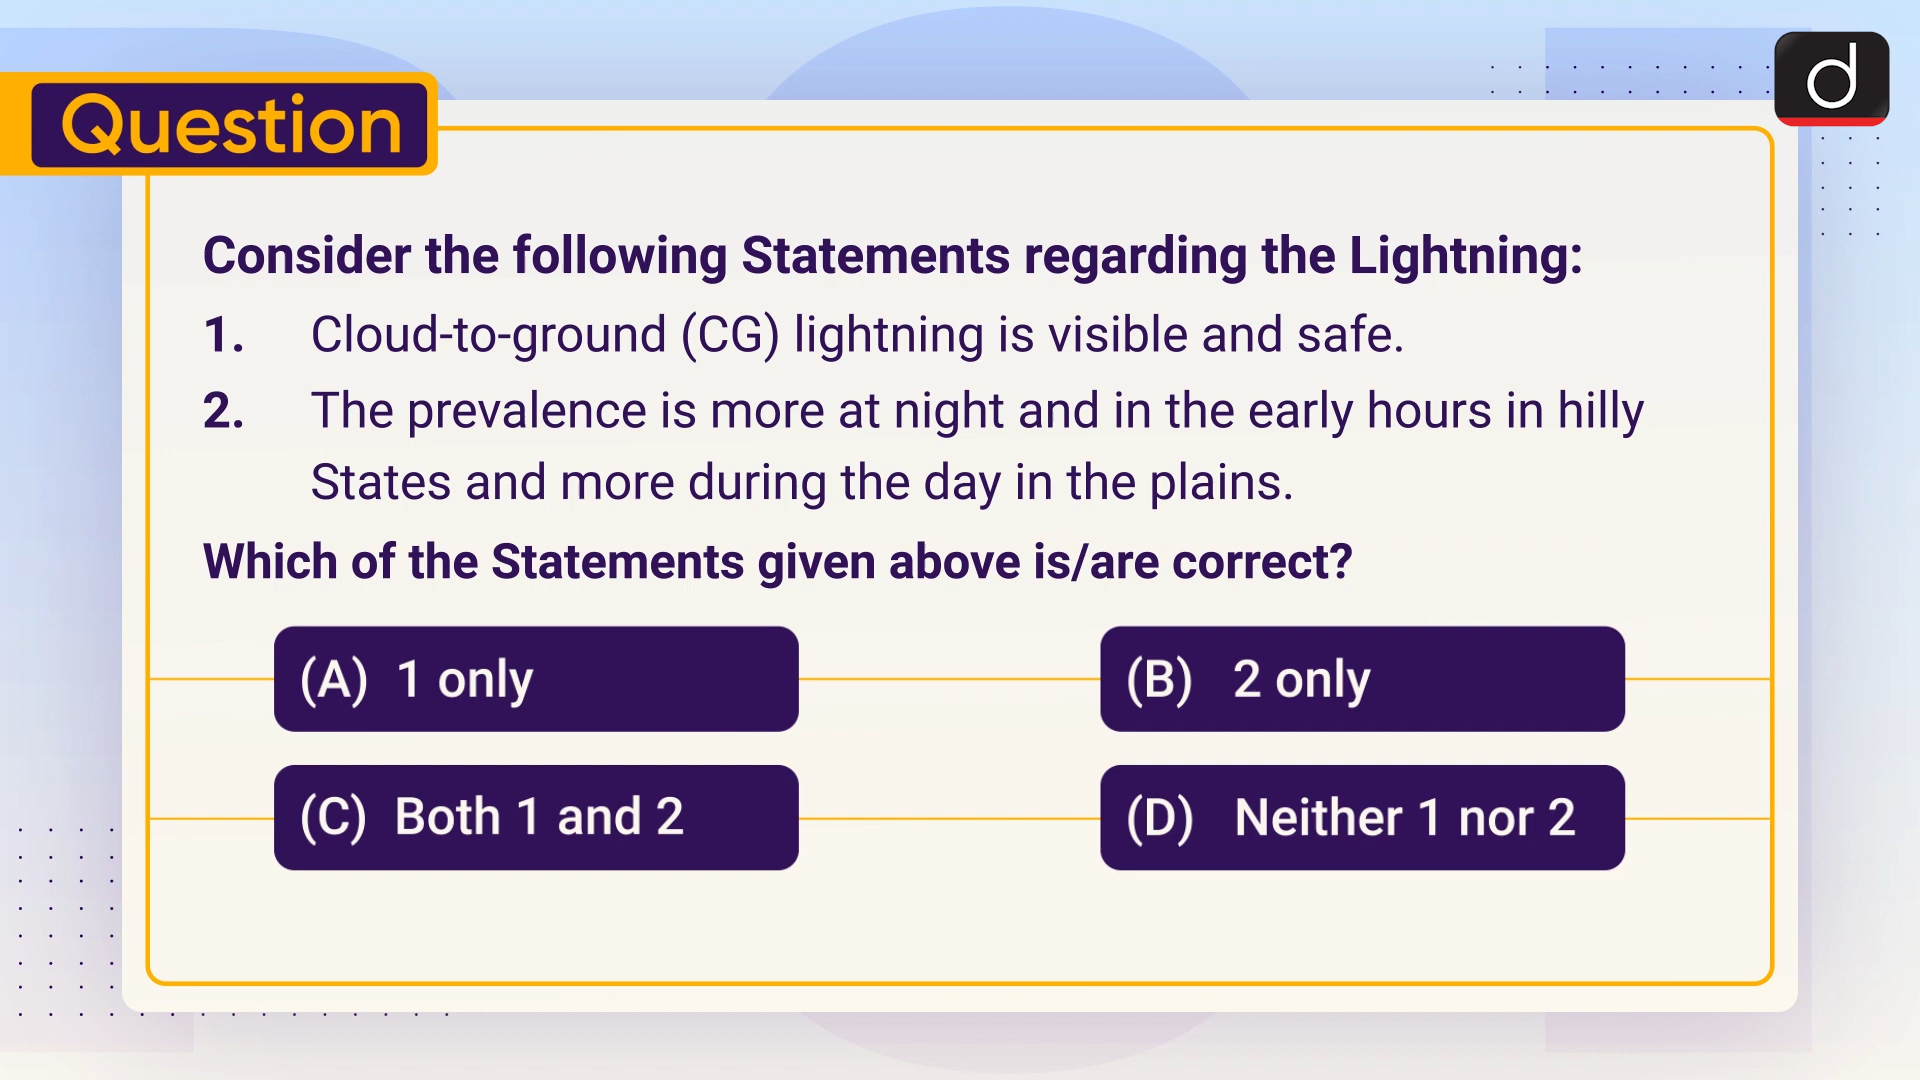 Question
Consider the following Statements regarding the Lightning:
1. Cloud-to-ground (CG) lightning is visible and safe.
2. The prevalence is more at night and in the early hours in hilly
States and more during the day in the plains.
Which of the Statements given above is/are correct?
(A) 1 only
(B) 2 only
(C) Both 1 and 2
(D) Neither 1 nor 2
d